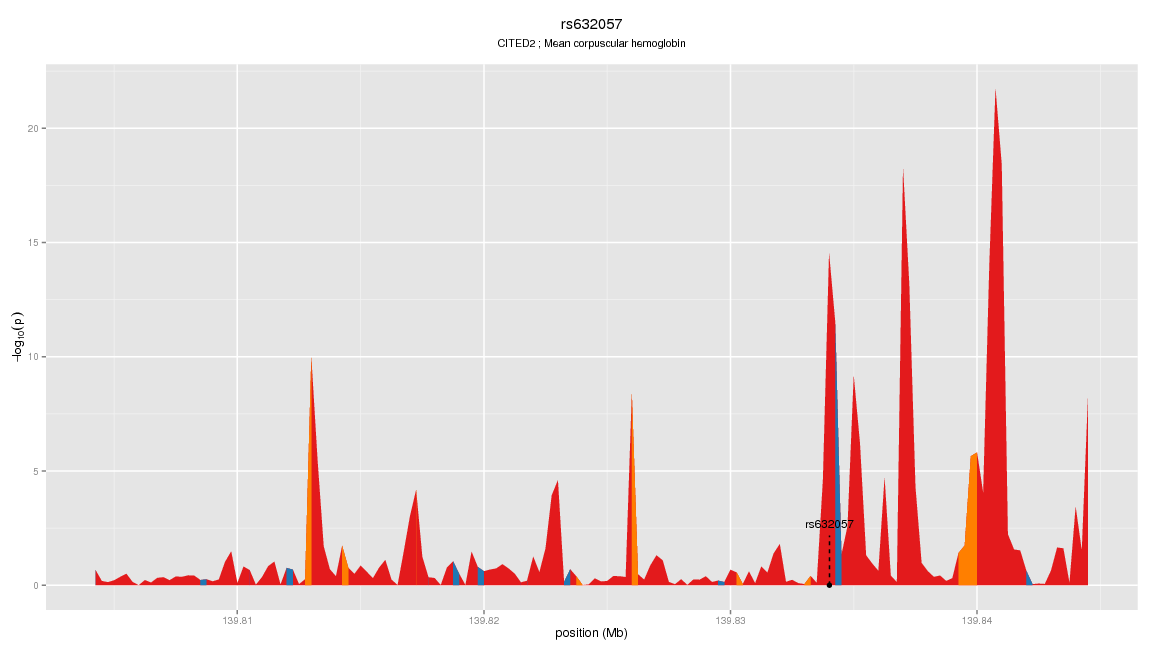 rs632057
CITED2 ; Mean corpuscular hemoglobin
−log₁₀(p)
20
15
10
5
0
rs632057
139.81
139.82
139.83
139.84
position (Mb)